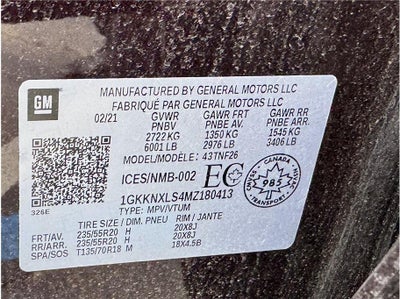 GM
MANUFACTURED BY GENERAL MOTORS LLC
FABRIQUÉ PAR GENERAL MOTORS LLC
02/21 GVWR GAWR FRT GAWR RR
PNBV PNBE AV. PNBE ARR.
2722 KG 1350 KG 1545 KG
6001 LB 2976 LB 3406 LB
MODEL/MODÈLE: 43TNF26
ICES/NMB-002 EC
CANADA
985
1GKKNXLS4MZ180413
TYPE: MPV/VTUM
326E
TIRE SIZE / DIM. PNEU RIM / JANTE
FRT/AV. 235/55R20 H 20X8J
RR/ARR. 235/55R20 H 20X8J
SPA/SOS T135/70R18 M 18X4.5B